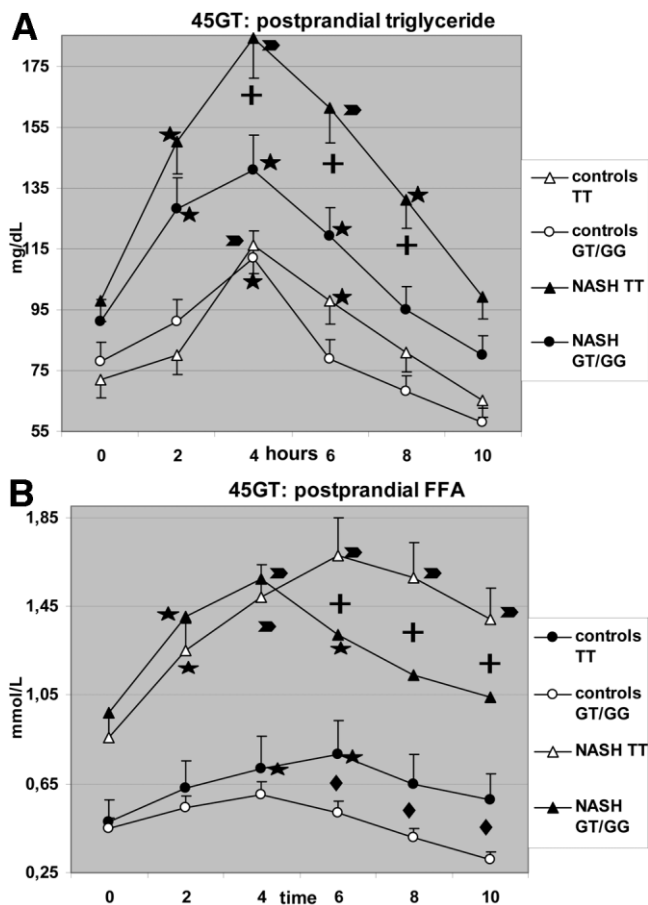 A
45GT: postprandial triglyceride
175
155
135
115
95
75
55
mg/dL
0 2 4 hours 6 8 10
controls
TT
controls
GT/GG
NASH TT
NASH
GT/GG
B
45GT: postprandial FFA
1,85
1,45
1,05
0,65
0,25
mmol/L
0 2 4 time 6 8 10
controls
TT
controls
GT/GG
NASH TT
NASH
GT/GG